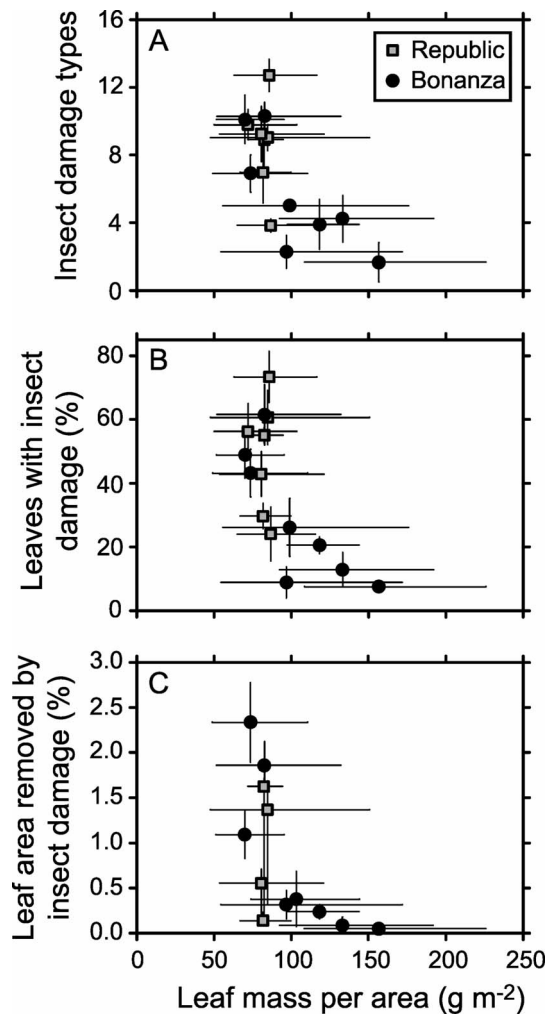 A
Republic
Bonanza
Insect damage types
16
12
8
4
0
B
Leaves with insect
damage (%)
80
60
40
20
0
C
Leaf area removed by
insect damage (%)
3.0
2.5
2.0
1.5
1.0
0.5
0.0
0 50 100 150 200 250
Leaf mass per area (g m-2)